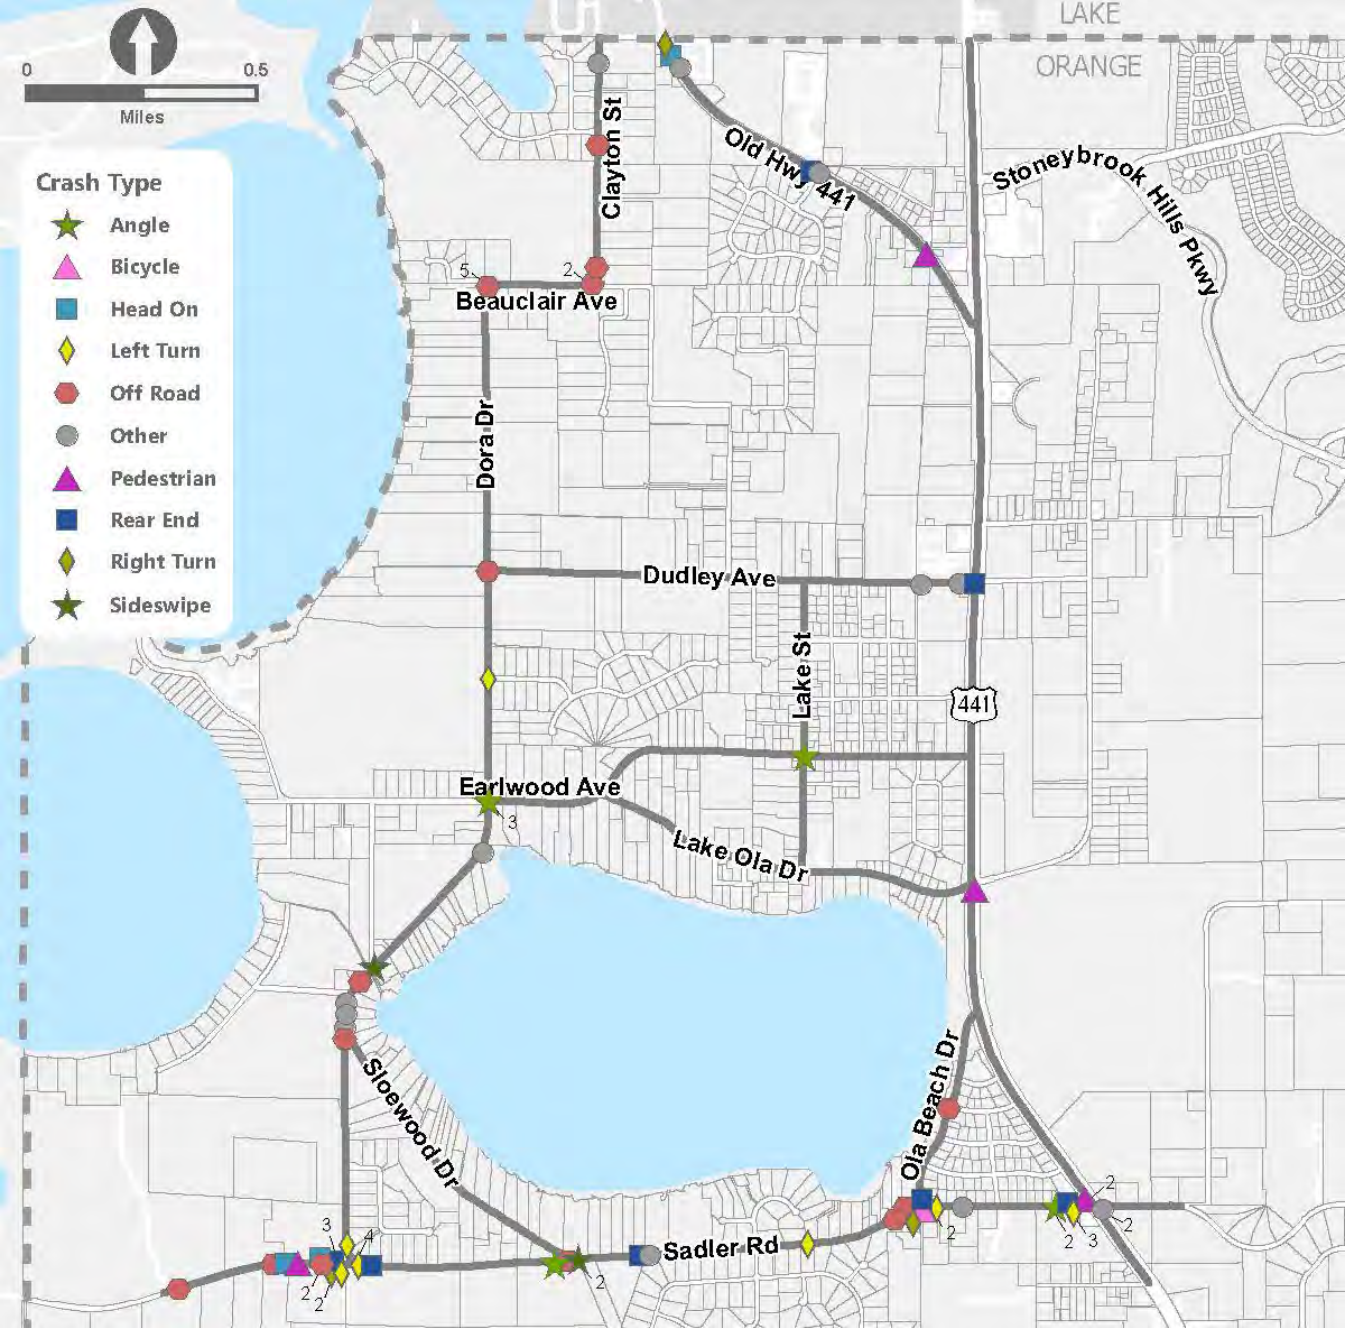 LAKE
ORANGE
0 0.5
Miles
Crash Type
Angle
Bicycle
Head On
Left Turn
Off Road
Other
Pedestrian
Rear End
Right Turn
Sideswipe
Clayton St
Old Hwy 441
Stoneybrook Hills Pkwy
5
2
Beauclair Ave
Dora Dr
Dudley Ave
Lake St
441
Earlwood Ave
3
Lake Ola Dr
Sloewood Dr
Ola Beach Dr
2
3
4
2
2
2
3
2
Sadler Rd
2
2